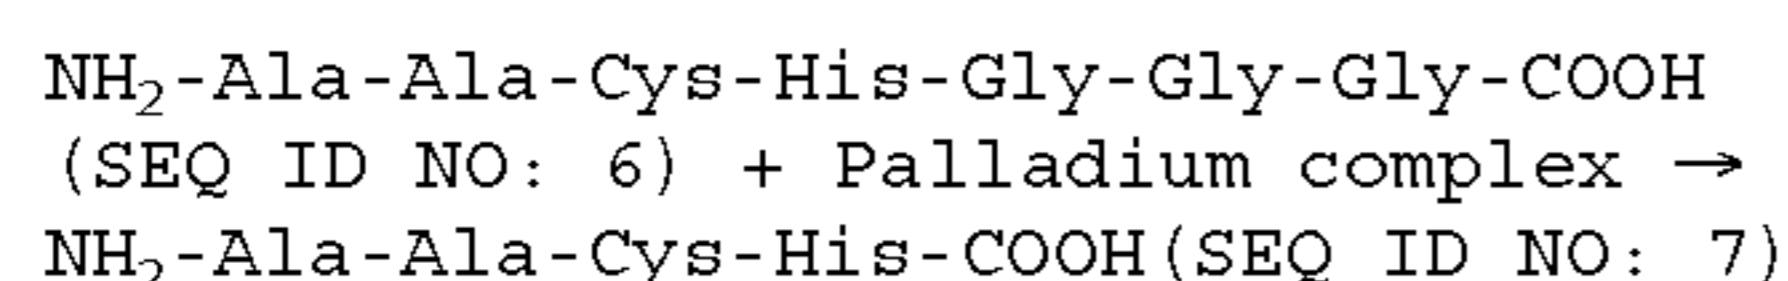 NH₂-Ala-Ala-Cys-His-Gly-Gly-Gly-COOH
(SEQ ID NO: 6) + Palladium complex →
NH₂-Ala-Ala-Cys-His-COOH(SEQ ID NO: 7)